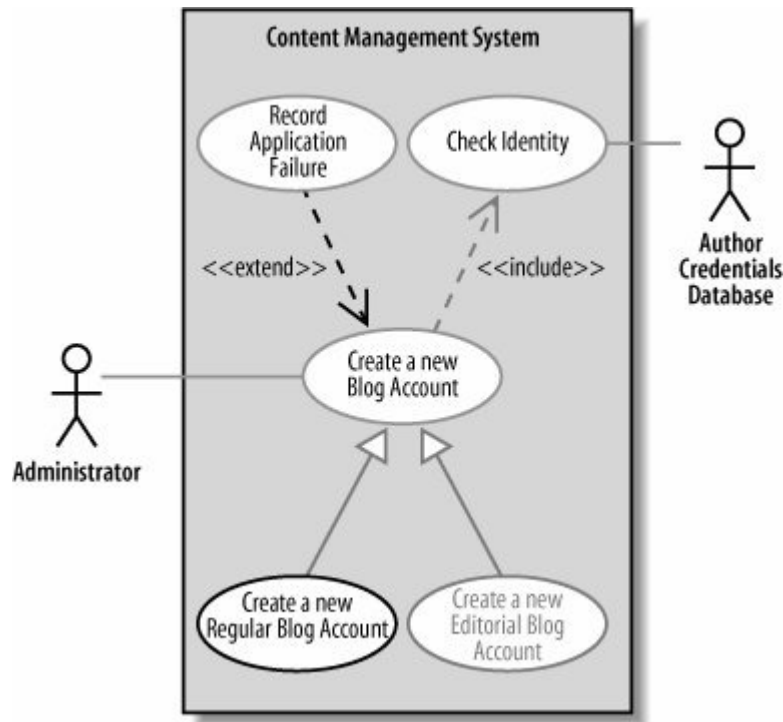 Content Management System
Record
Application
Failure
Check Identity
Author
Credentials
Database
<<extend>>
<<include>>
Create a new
Blog Account
Administrator
Create a new
Regular Blog Account
Create a new
Editorial Blog
Account